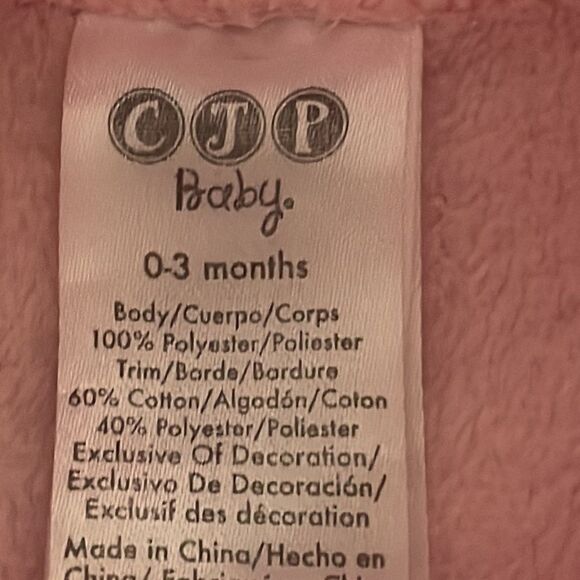 CJP
Baby.
0-3 months
Body/Cuerpo/Corps
100% Polyester/Poliester
Trim/Borde/Bordure
60% Cotton/Algodón/Coton
40% Polyester/Poliester
Exclusive Of Decoration/
Exclusivo De Decoración/
Exclusif des décoration
Made in China/Hecho en
China/